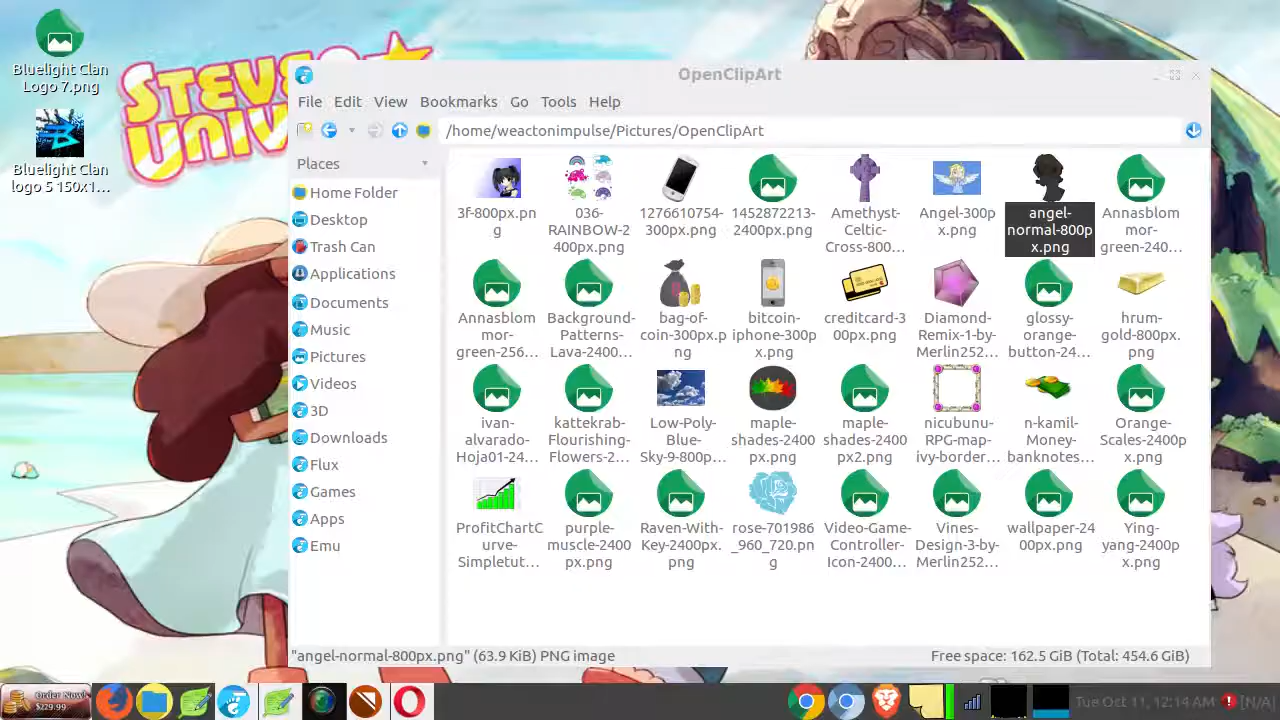 Bluelight Clan
Logo 7.png
Bluelight Clan
logo 5 150x1...
STEVE
UNIV
OpenClipArt
File Edit View Bookmarks Go Tools Help
/home/weactonimpulse/Pictures/OpenClipArt
Places
Home Folder
Desktop
Trash Can
Applications
Documents
Music
Pictures
Videos
3D
Downloads
Flux
Games
Apps
Emu
3f-800px.pn
g
036-
RAINBOW-2
400px.png
1276610754-
300px.png
1452872213-
2400px.png
Amethyst-
Celtic-
Cross-800...
Angel-300p
x.png
angel-
normal-800p
x.png
Annasblom
mor-
green-240...
Annasblom
mor-
green-256...
Background-
Patterns-
Lava-2400...
bag-of-
coin-300px.p
ng
bitcoin-
iphone-300p
x.png
creditcard-3
00px.png
Diamond-
Remix-1-by-
Merlin252...
glossy-
orange-
button-24...
hrum-
gold-800px.
png
ivan-
alvarado-
Hoja01-24...
kattekrab-
Flourishing-
Flowers-2...
Low-Poly-
Blue-
Sky-9-800p...
maple-
shades-2400
px.png
maple-
shades-2400
px2.png
nicubunu-
RPG-map-
ivy-border...
n-kamil-
Money-
banknotes...
Orange-
Scales-2400p
x.png
ProfitChartC
urve-
Simpletut...
purple-
muscle-2400
px.png
Raven-With-
Key-2400px.
png
rose-701986
_960_720.pn
g
Video-Game-
Controller-
Icon-2400...
Vines-
Design-3-by-
Merlin252...
wallpaper-24
00px.png
Ying-
yang-2400p
x.png
"angel-normal-800px.png" (63.9 KiB) PNG image
Free space: 162.5 GiB (Total: 454.6 GiB)
Order Now!
$229.99
Tue Oct 11, 12:14 AM
[N/A]